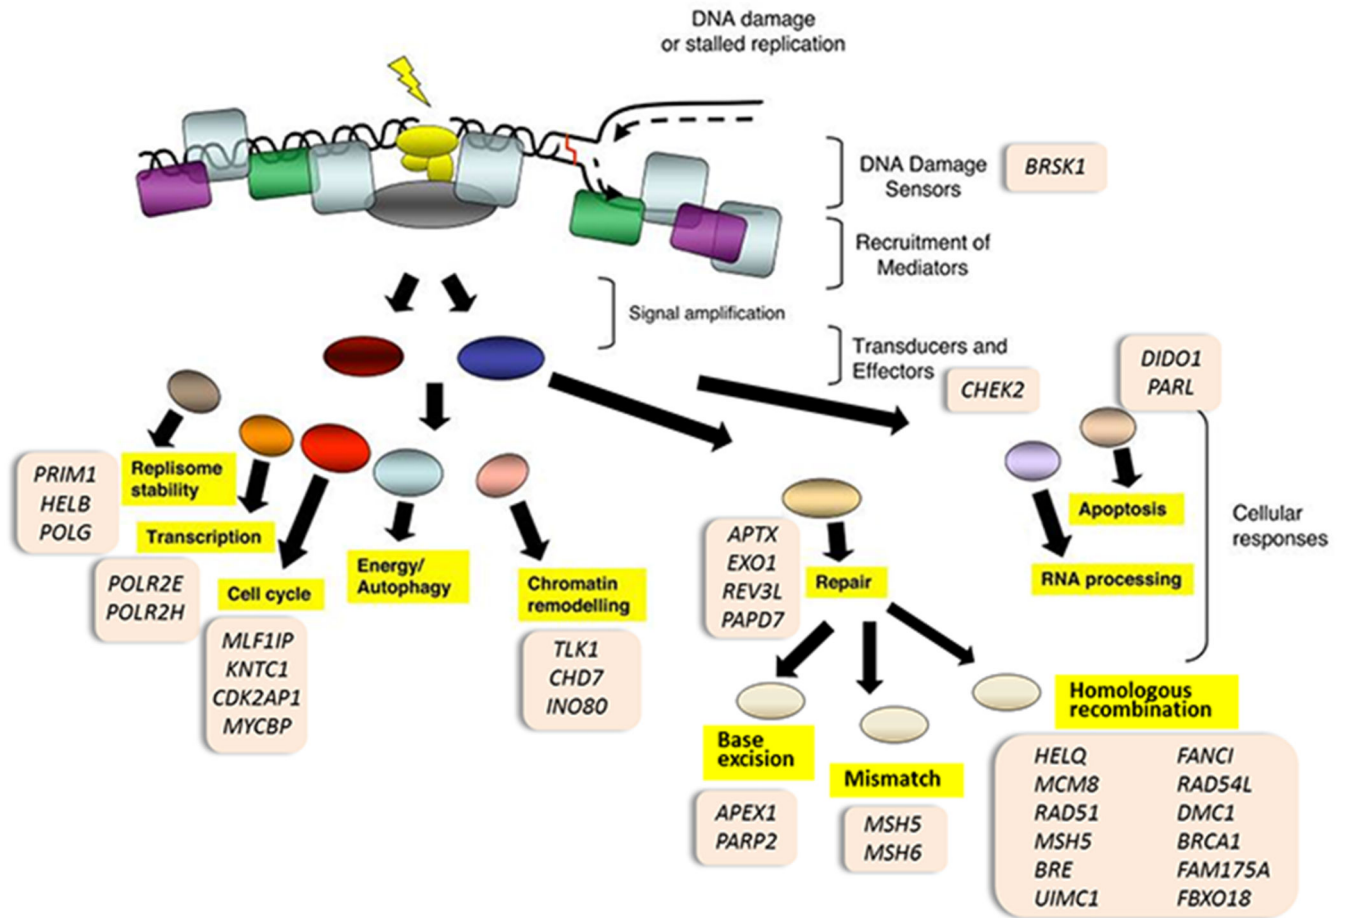 DNA damage
or stalled replication
DNA Damage
Sensors
BRSK1
Recruitment of
Mediators
Signal amplification
Transducers and
Effectors
CHEK2
DIDO1
PARL
PRIM1
HELB
POLG
Replisome
stability
Transcription
POLR2E
POLR2H
Cell cycle
MLF1IP
KNTC1
CDK2AP1
MYCBP
Energy/
Autophagy
Chromatin
remodelling
TLK1
CHD7
INO80
APTX
EXO1
REV3L
PAPD7
Repair
Apoptosis
RNA processing
Cellular
responses
Base
excision
APEX1
PARP2
Mismatch
MSH5
MSH6
Homologous
recombination
HELQ
MCM8
RAD51
MSH5
BRE
UIMC1
FANCI
RAD54L
DMC1
BRCA1
FAM175A
FBXO18